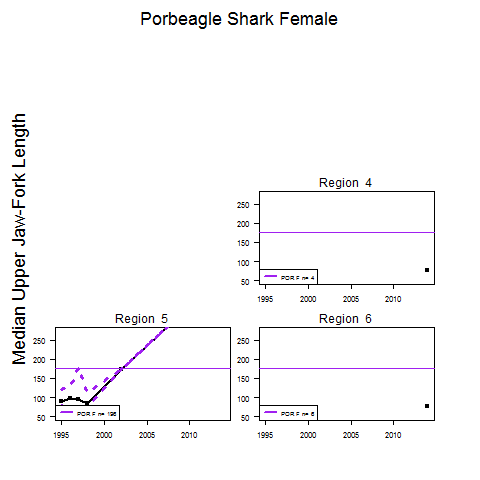 Porbeagle Shark Female
Median Upper Jaw-Fork Length
Region 4
250
200
150
100
50
POR F n= 4
1995 2000 2005 2010
Region 5
250
200
150
100
50
POR F n= 196
1995 2000 2005 2010
Region 6
250
200
150
100
50
POR F n= 6
1995 2000 2005 2010